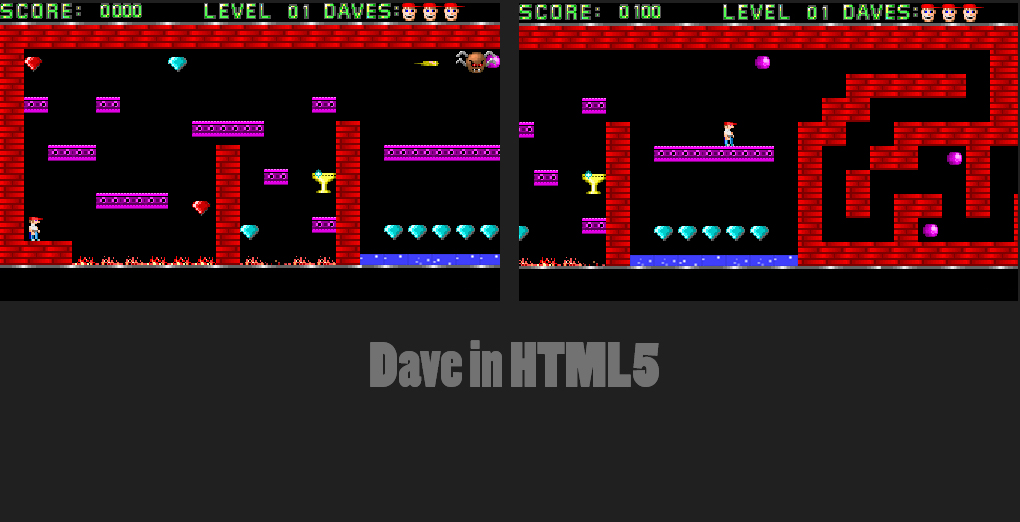 SCORE: 0000 LEVEL 01 DAVES:
SCORE: 0100 LEVEL 01 DAVES:
Dave in HTML5